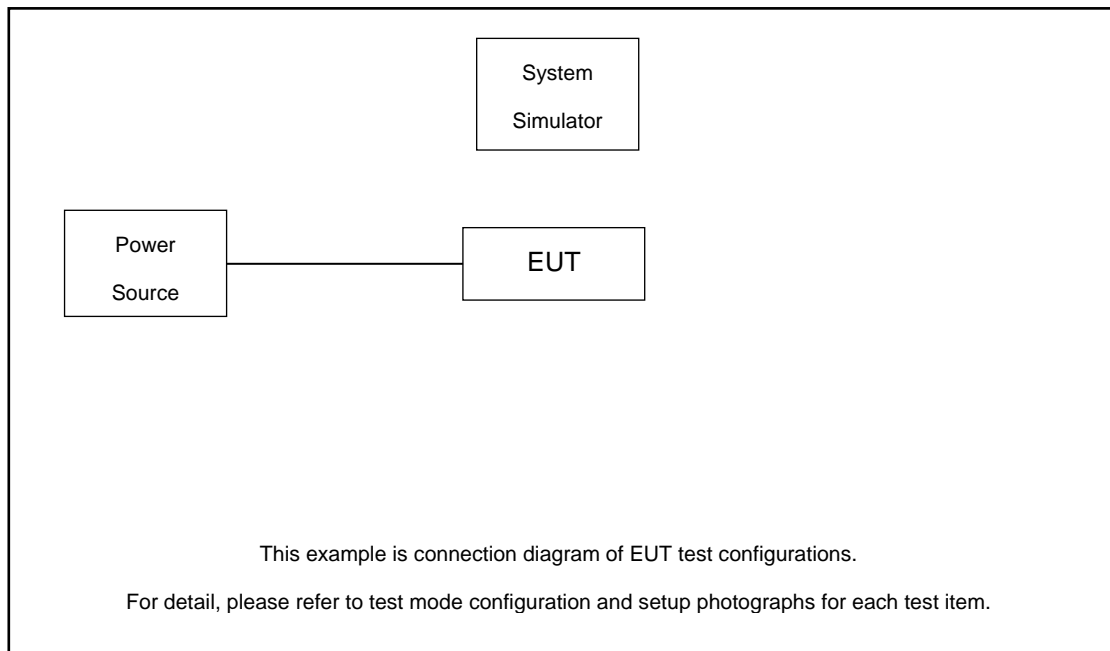 System
Simulator
Power
Source
EUT
This example is connection diagram of EUT test configurations.
For detail, please refer to test mode configuration and setup photographs for each test item.